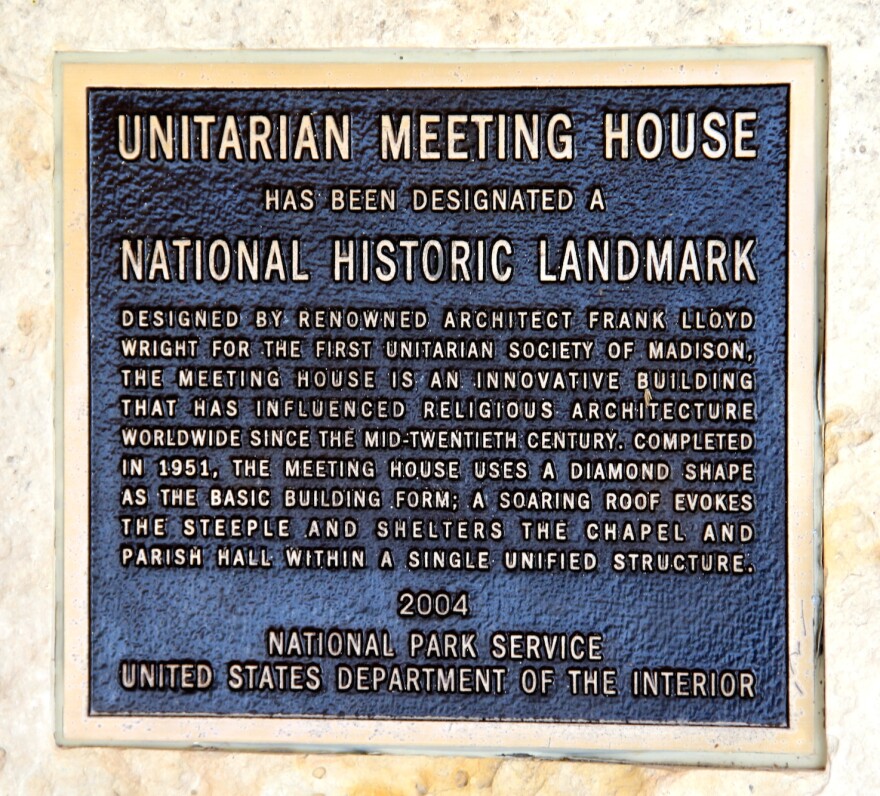 UNITARIAN MEETING HOUSE
HAS BEEN DESIGNATED A
NATIONAL HISTORIC LANDMARK
DESIGNED BY RENOWNED ARCHITECT FRANK LLOYD
WRIGHT FOR THE FIRST UNITARIAN SOCIETY OF MADISON,
THE MEETING HOUSE IS AN INNOVATIVE BUILDING
THAT HAS INFLUENCED RELIGIOUS ARCHITECTURE
WORLDWIDE SINCE THE MID-TWENTIETH CENTURY. COMPLETED
IN 1951, THE MEETING HOUSE USES A DIAMOND SHAPE
AS THE BASIC BUILDING FORM; A SOARING ROOF EVOKES
THE STEEPLE AND SHELTERS THE CHAPEL AND
PARISH HALL WITHIN A SINGLE UNIFIED STRUCTURE.
2004
NATIONAL PARK SERVICE
UNITED STATES DEPARTMENT OF THE INTERIOR